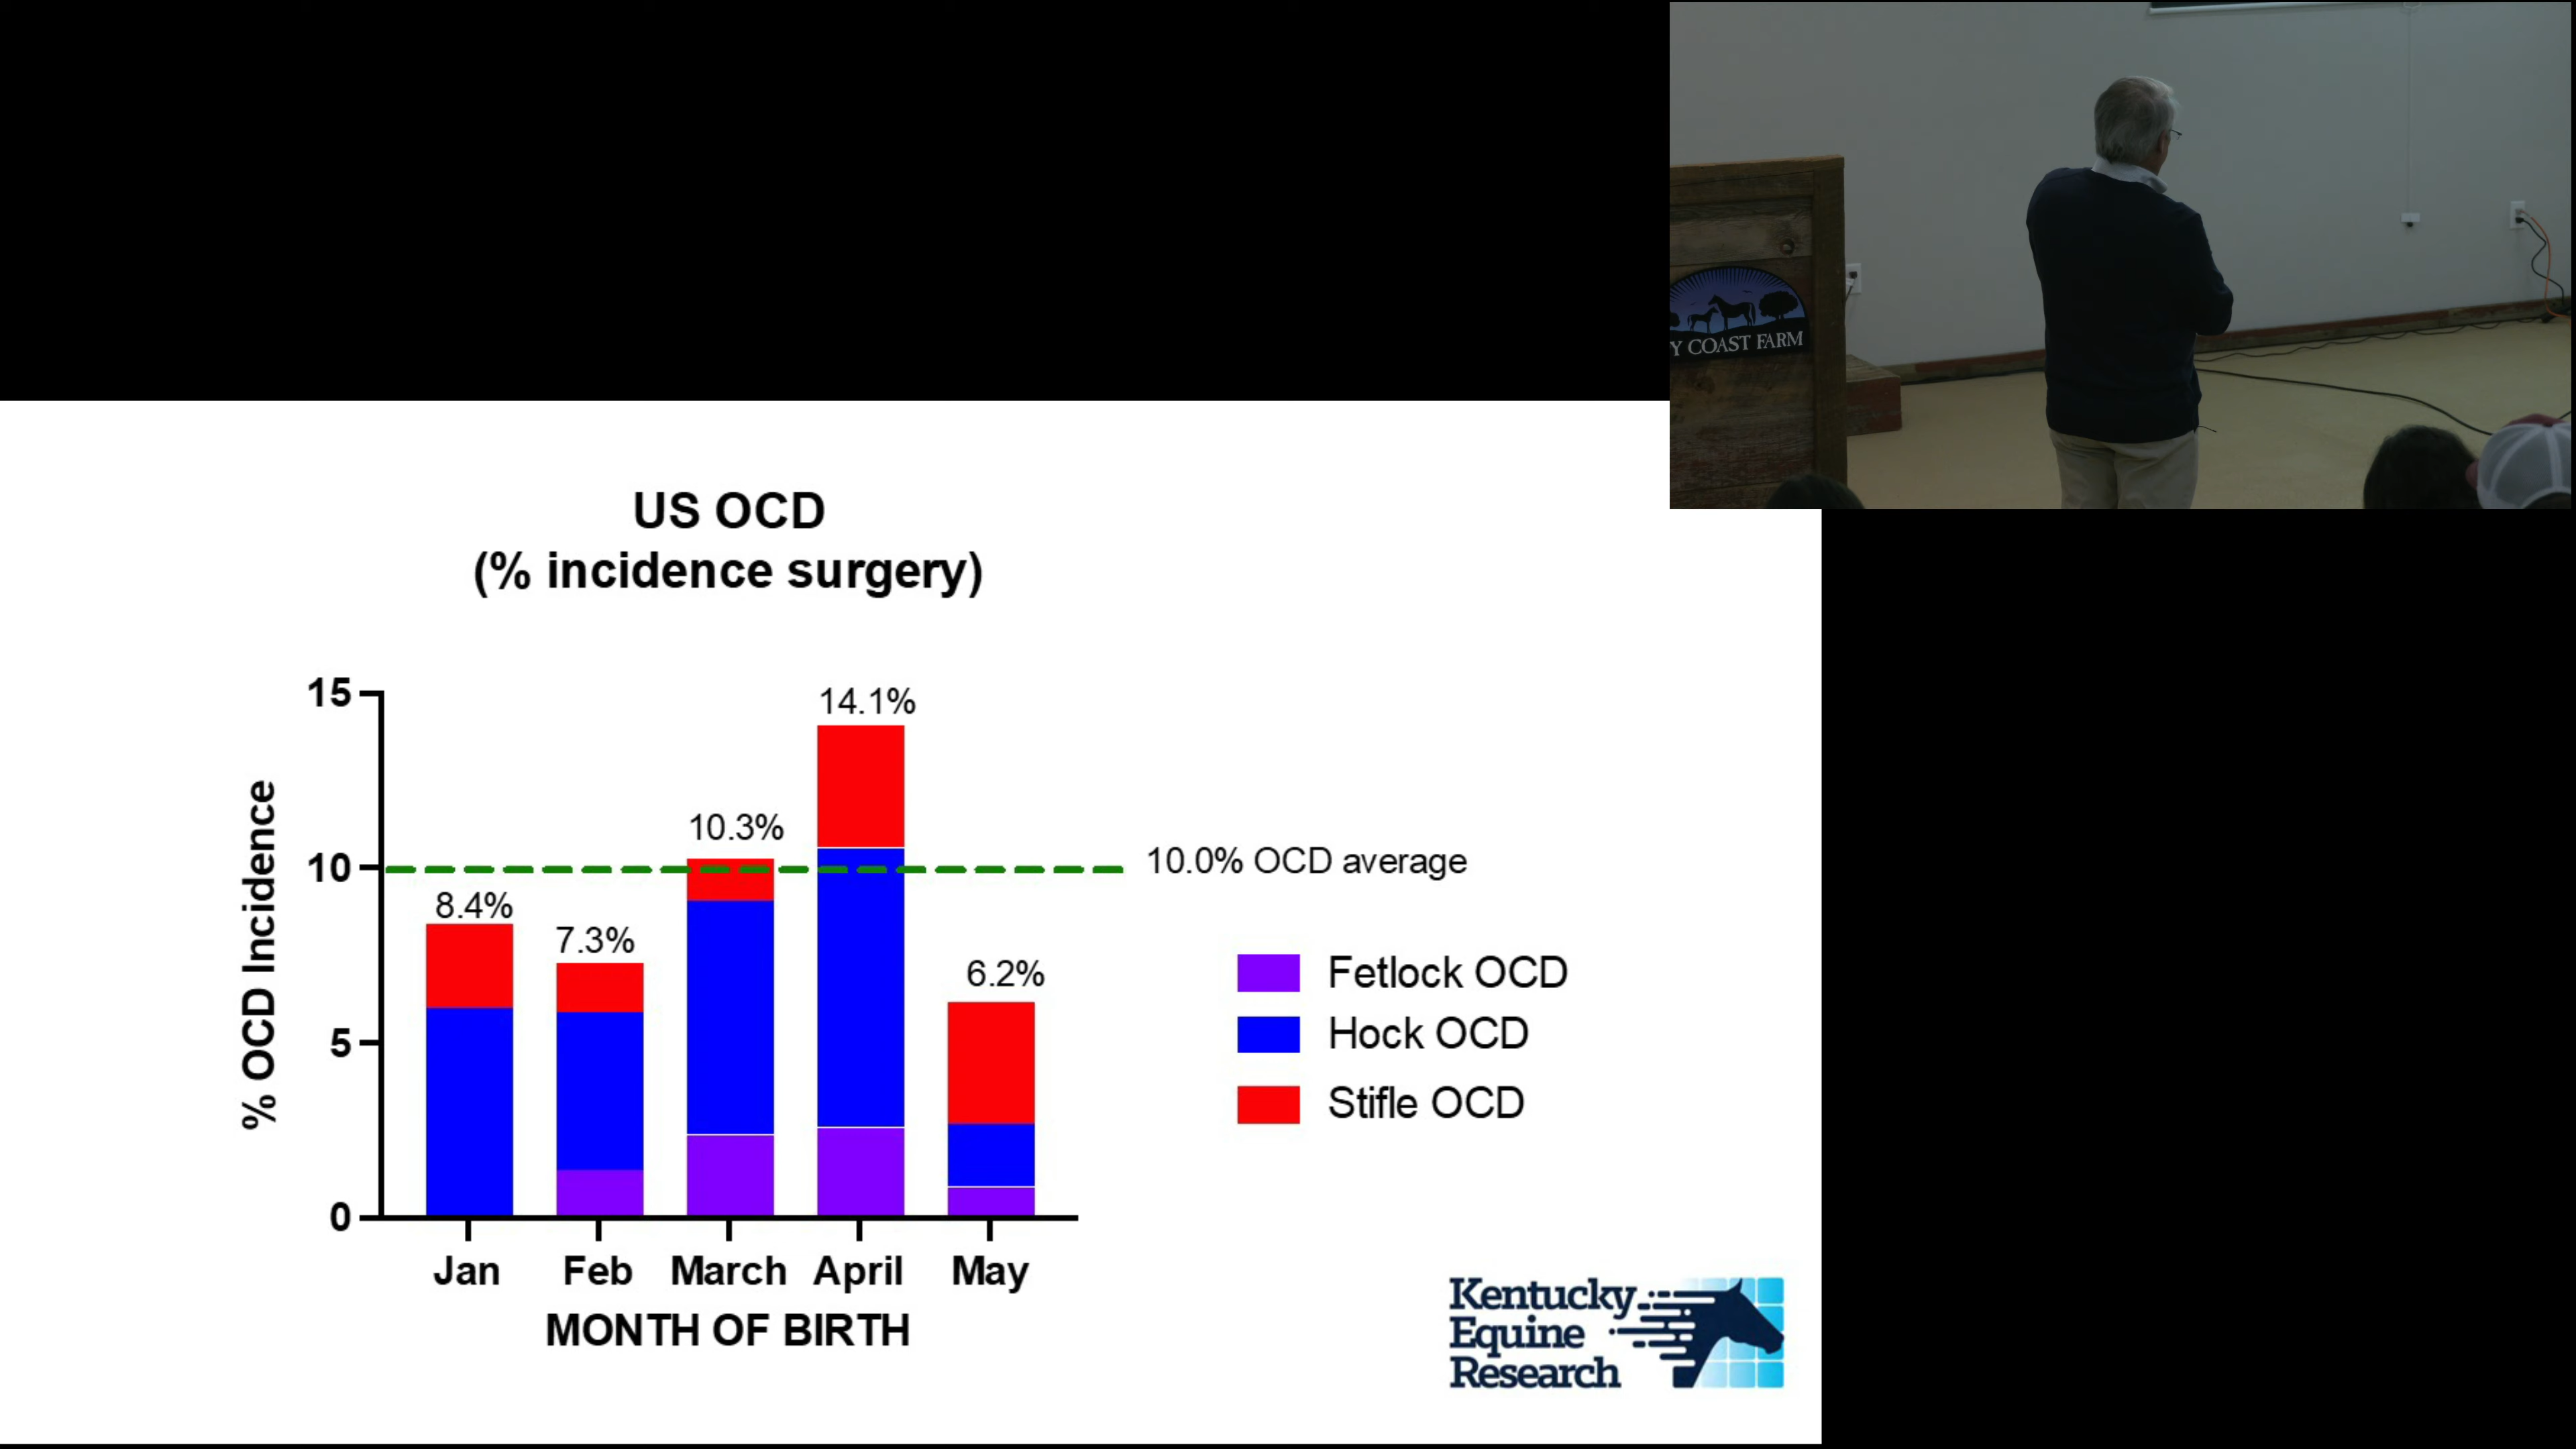 Y COAST FARM
US OCD
(% incidence surgery)
% OCD Incidence
15
10
5
0
8.4%
7.3%
10.3%
14.1%
6.2%
10.0% OCD average
Fetlock OCD
Hock OCD
Stifle OCD
Jan Feb March April May
MONTH OF BIRTH
Kentucky
Equine
Research